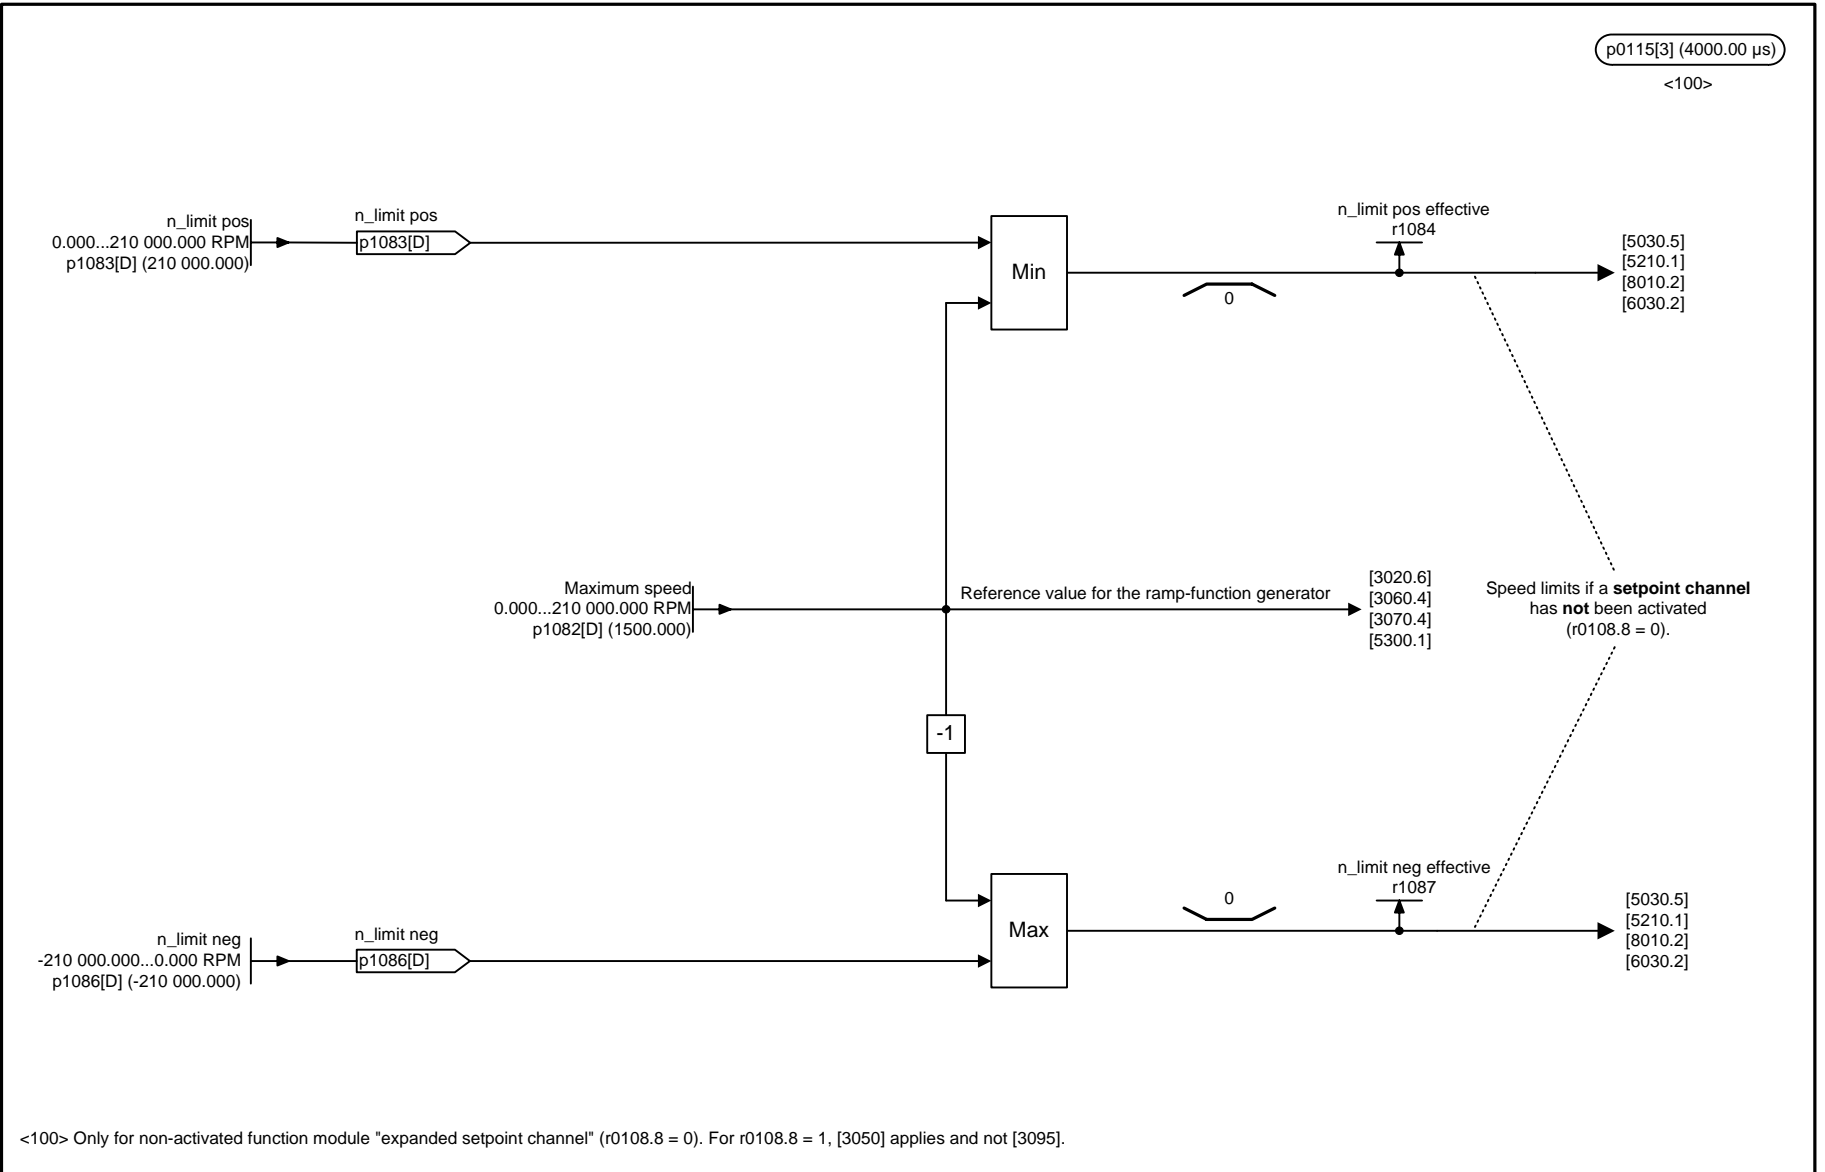 p0115[3] (4000.00 µs)
<100>
n_limit pos
0.000...210 000.000 RPM
p1083[D] (210 000.000)
n_limit pos
p1083[D]
Min
0
n_limit pos effective
r1084
[5030.5]
[5210.1]
[8010.2]
[6030.2]
Maximum speed
0.000...210 000.000 RPM
p1082[D] (1500.000)
Reference value for the ramp-function generator
[3020.6]
[3060.4]
[3070.4]
[5300.1]
Speed limits if a setpoint channel
has not been activated
(r0108.8 = 0).
-1
n_limit neg
-210 000.000...0.000 RPM
p1086[D] (-210 000.000)
n_limit neg
p1086[D]
Max
0
n_limit neg effective
r1087
[5030.5]
[5210.1]
[8010.2]
[6030.2]
<100> Only for non-activated function module "expanded setpoint channel" (r0108.8 = 0). For r0108.8 = 1, [3050] applies and not [3095].